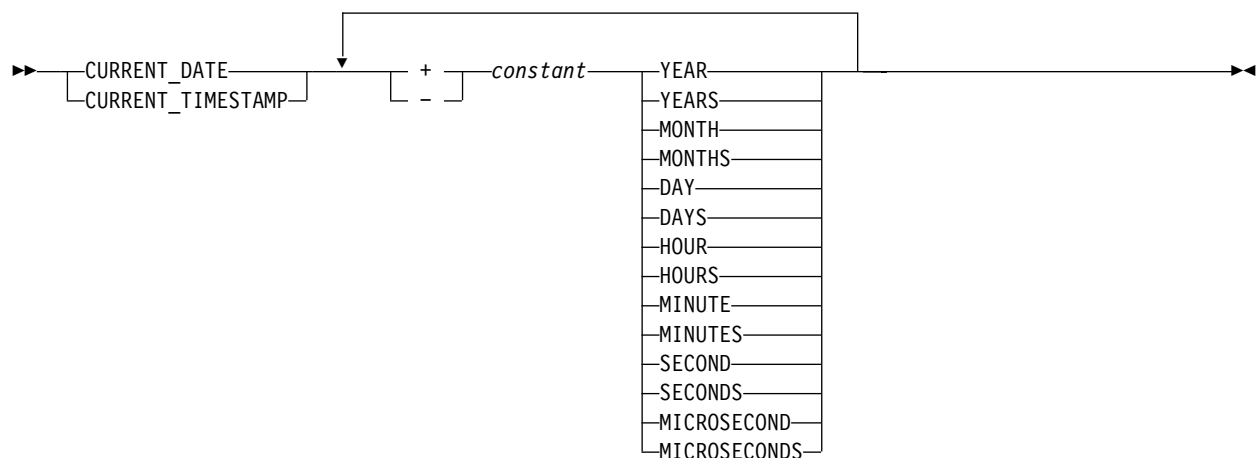 CURRENT_DATE + constant YEAR
CURRENT_TIMESTAMP − YEARS
MONTH
MONTHS
DAY
DAYS
HOUR
HOURS
MINUTE
MINUTES
SECOND
SECONDS
MICROSECOND
MICROSECONDS